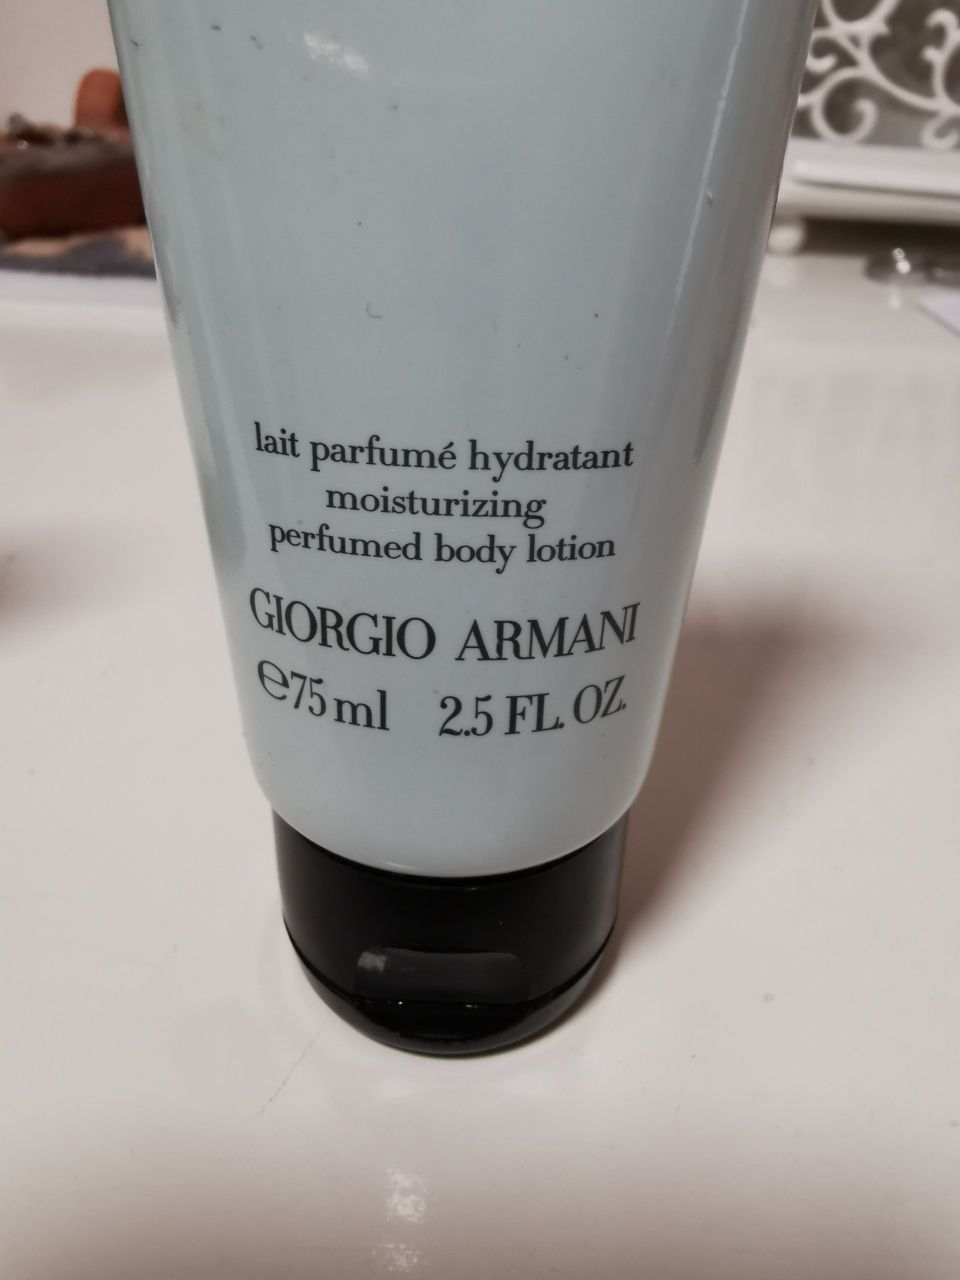 lait parfumé hydratant
moisturizing
perfumed body lotion
GIORGIO ARMANI
℮75 ml 2.5 FL. OZ.